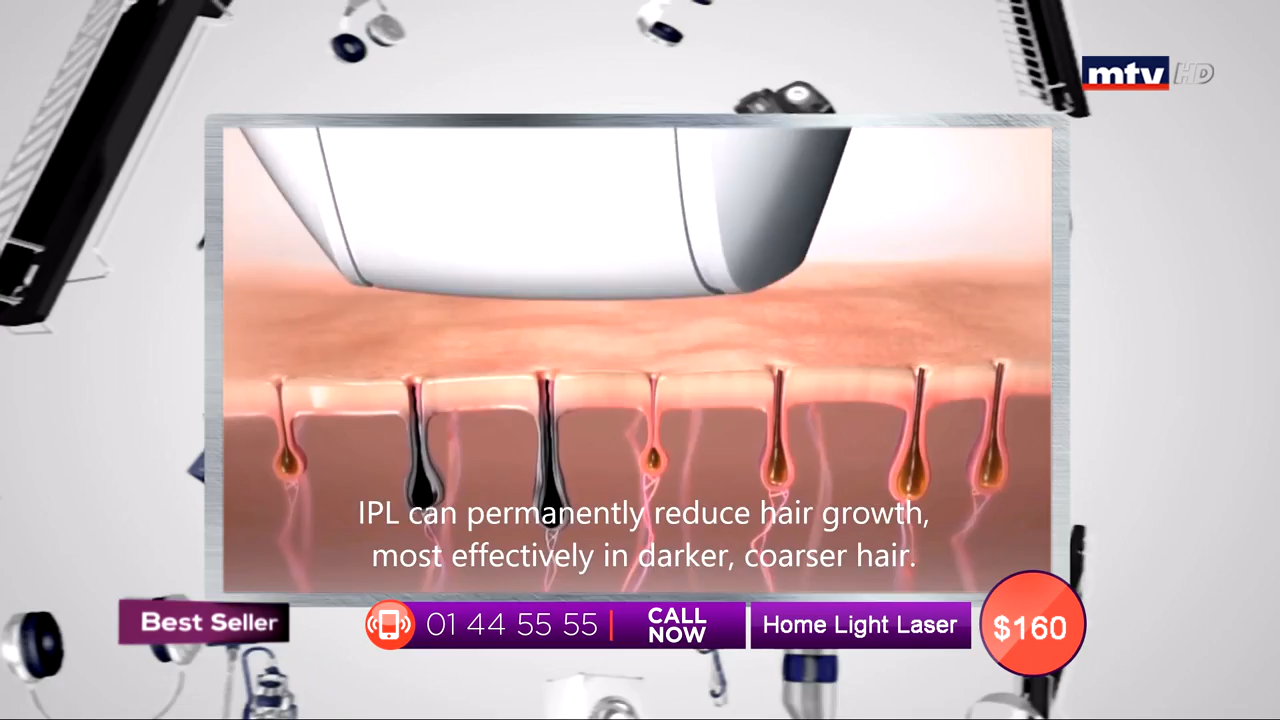 mtv HD
IPL can permanently reduce hair growth,
most effectively in darker, coarser hair.
Best Seller
01 44 55 55
CALL
NOW
Home Light Laser
$160